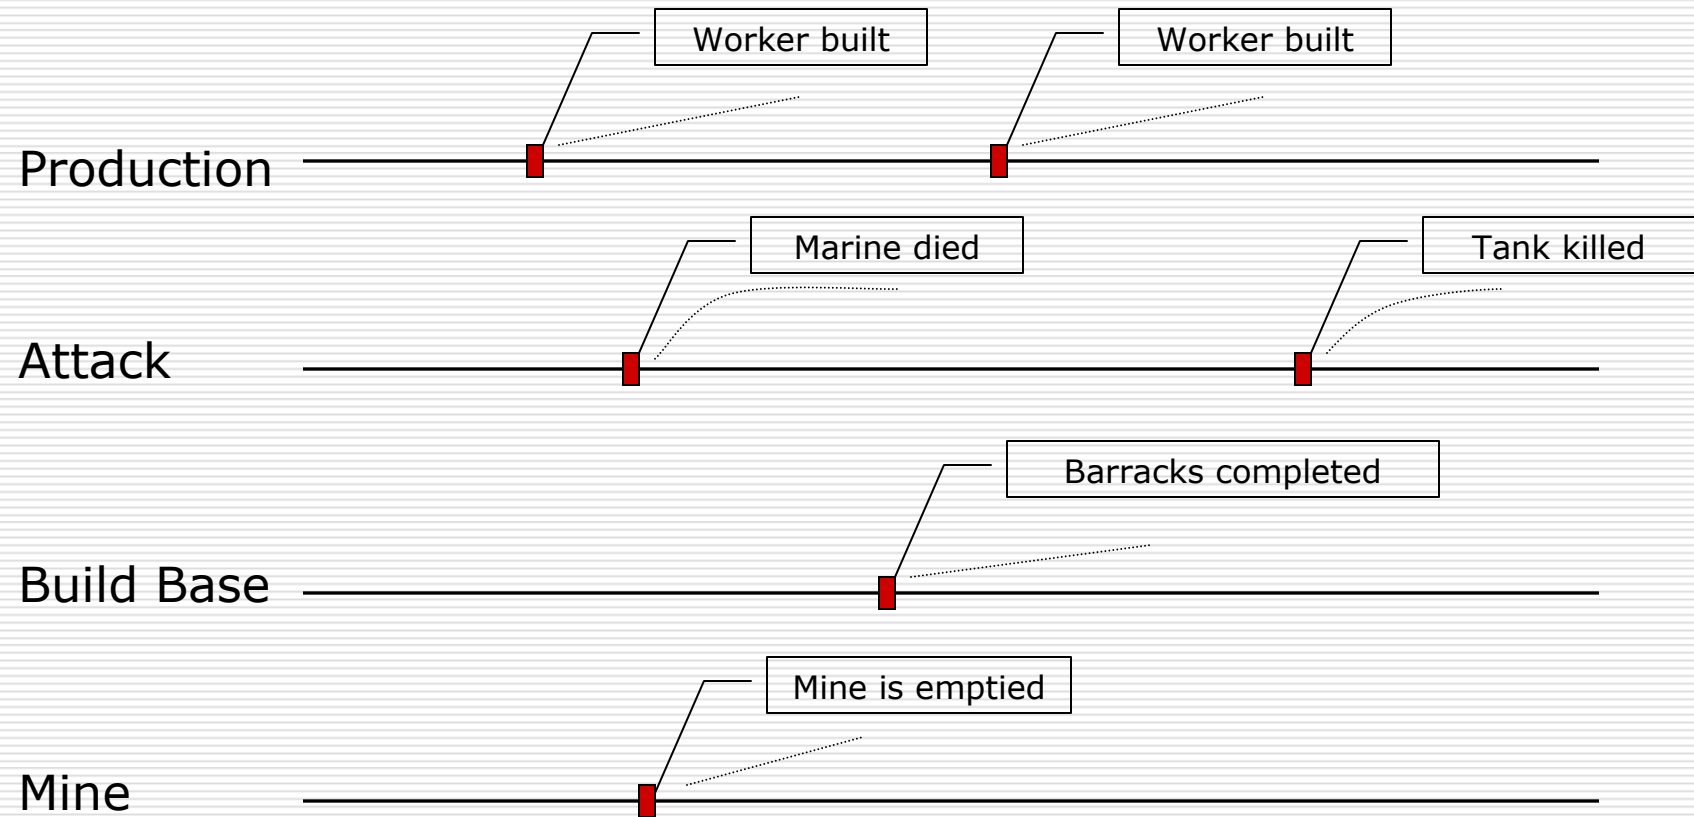 Worker built
Worker built
Production
Marine died
Tank killed
Attack
Barracks completed
Build Base
Mine is emptied
Mine